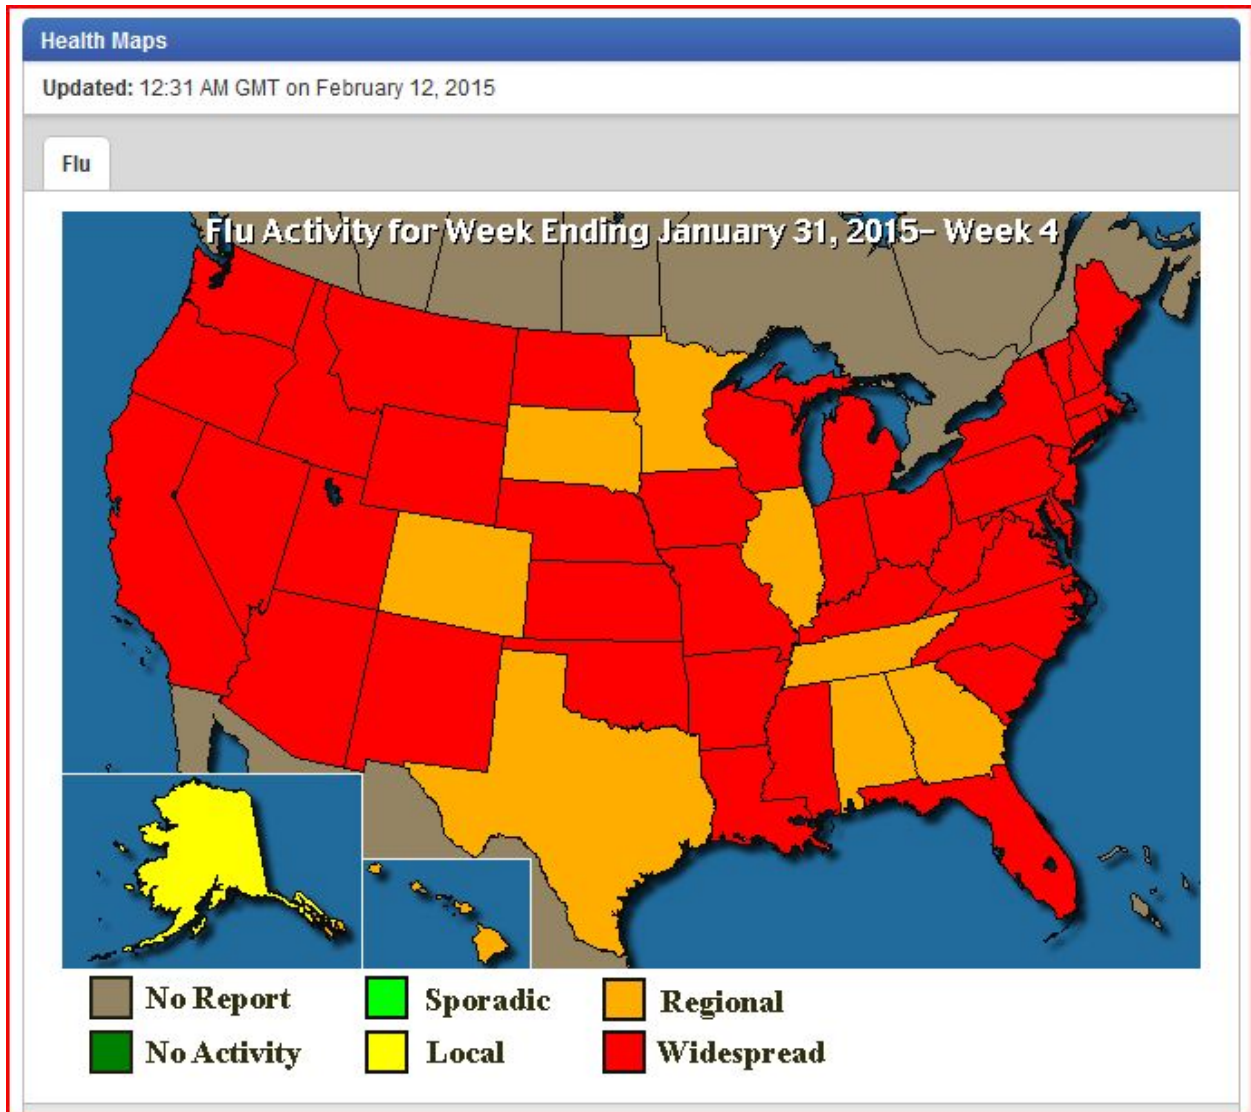 Health Maps
Updated: 12:31 AM GMT on February 12, 2015
Flu
Flu Activity for Week Ending January 31, 2015– Week 4
No Report
Sporadic
Regional
No Activity
Local
Widespread